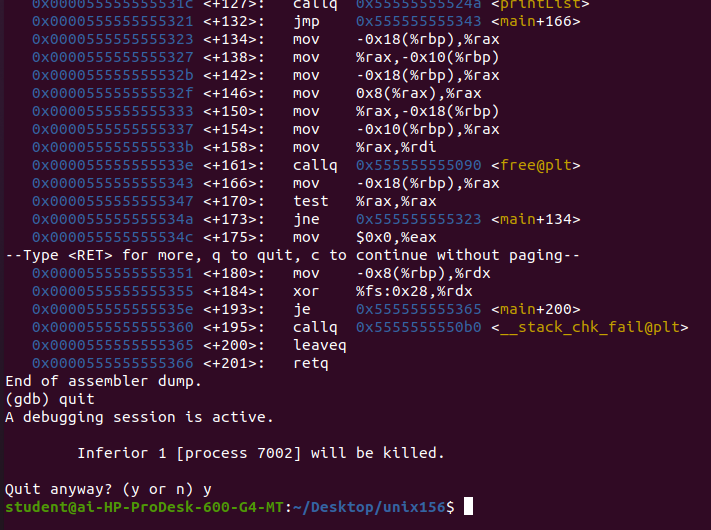 0x000055555555531c <+127>: callq 0x55555555524a <printList>
0x0000555555555321 <+132>: jmp 0x555555555343 <main+166>
0x0000555555555323 <+134>: mov -0x18(%rbp),%rax
0x0000555555555327 <+138>: mov %rax,-0x10(%rbp)
0x000055555555532b <+142>: mov -0x18(%rbp),%rax
0x000055555555532f <+146>: mov 0x8(%rax),%rax
0x0000555555555333 <+150>: mov %rax,-0x18(%rbp)
0x0000555555555337 <+154>: mov -0x10(%rbp),%rax
0x000055555555533b <+158>: mov %rax,%rdi
0x000055555555533e <+161>: callq 0x555555555090 <free@plt>
0x0000555555555343 <+166>: mov -0x18(%rbp),%rax
0x0000555555555347 <+170>: test %rax,%rax
0x000055555555534a <+173>: jne 0x555555555323 <main+134>
0x000055555555534c <+175>: mov $0x0,%eax
--Type <RET> for more, q to quit, c to continue without paging--
0x0000555555555351 <+180>: mov -0x8(%rbp),%rdx
0x0000555555555355 <+184>: xor %fs:0x28,%rdx
0x000055555555535e <+193>: je 0x555555555365 <main+200>
0x0000555555555360 <+195>: callq 0x5555555550b0 <__stack_chk_fail@plt>
0x0000555555555365 <+200>: leaveq
0x0000555555555366 <+201>: retq
End of assembler dump.
(gdb) quit
A debugging session is active.
Inferior 1 [process 7002] will be killed.
Quit anyway? (y or n) y
student@ai-HP-ProDesk-600-G4-MT:~/Desktop/unix156$